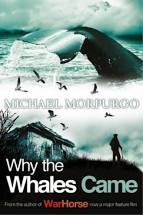 MICHAEL MORPURGO
Why the
Whales Came
From the author of WarHorse now a major feature film